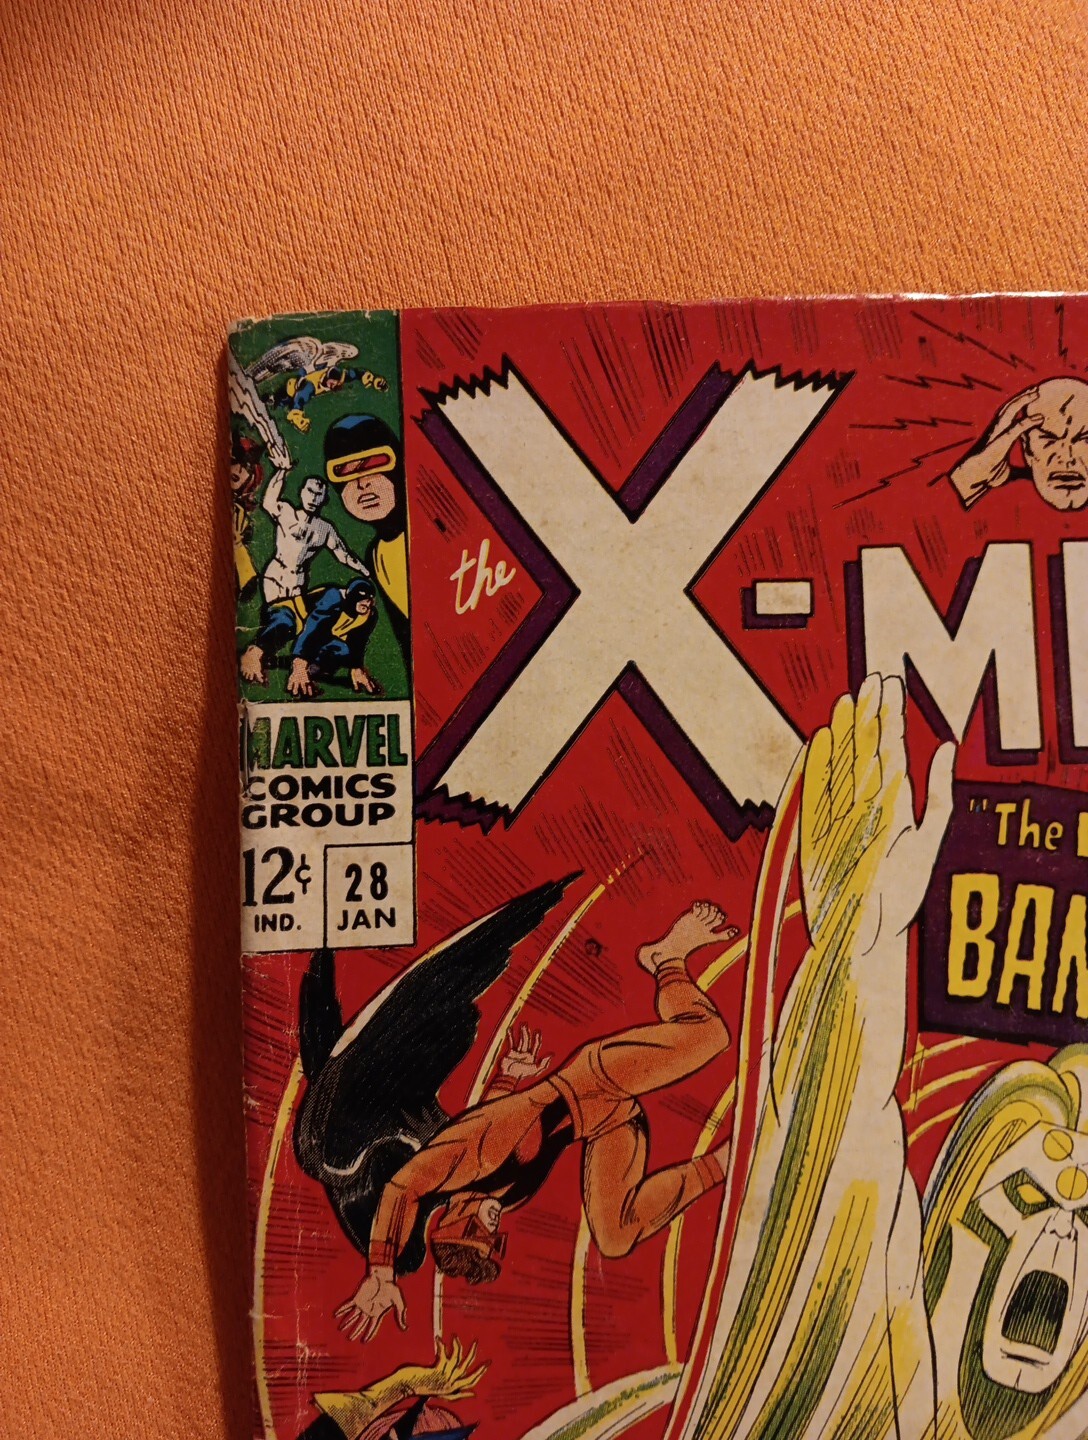 the
X-M
MARVEL
COMICS
GROUP
12¢
IND.
28
JAN
"The
BAN